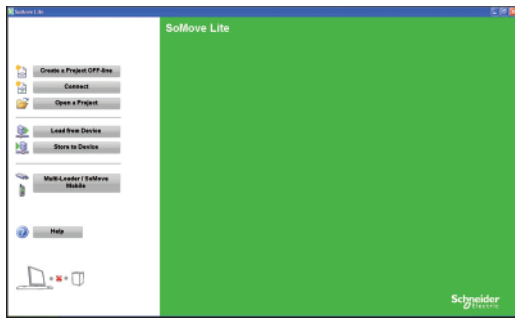 SoMove Lite
SoMove Lite
Create a Project OFF-line
Connect
Open a Project
Load from Device
Store to Device
Multi-Loader / SoMove
Mobile
Help
Schneider
Electric